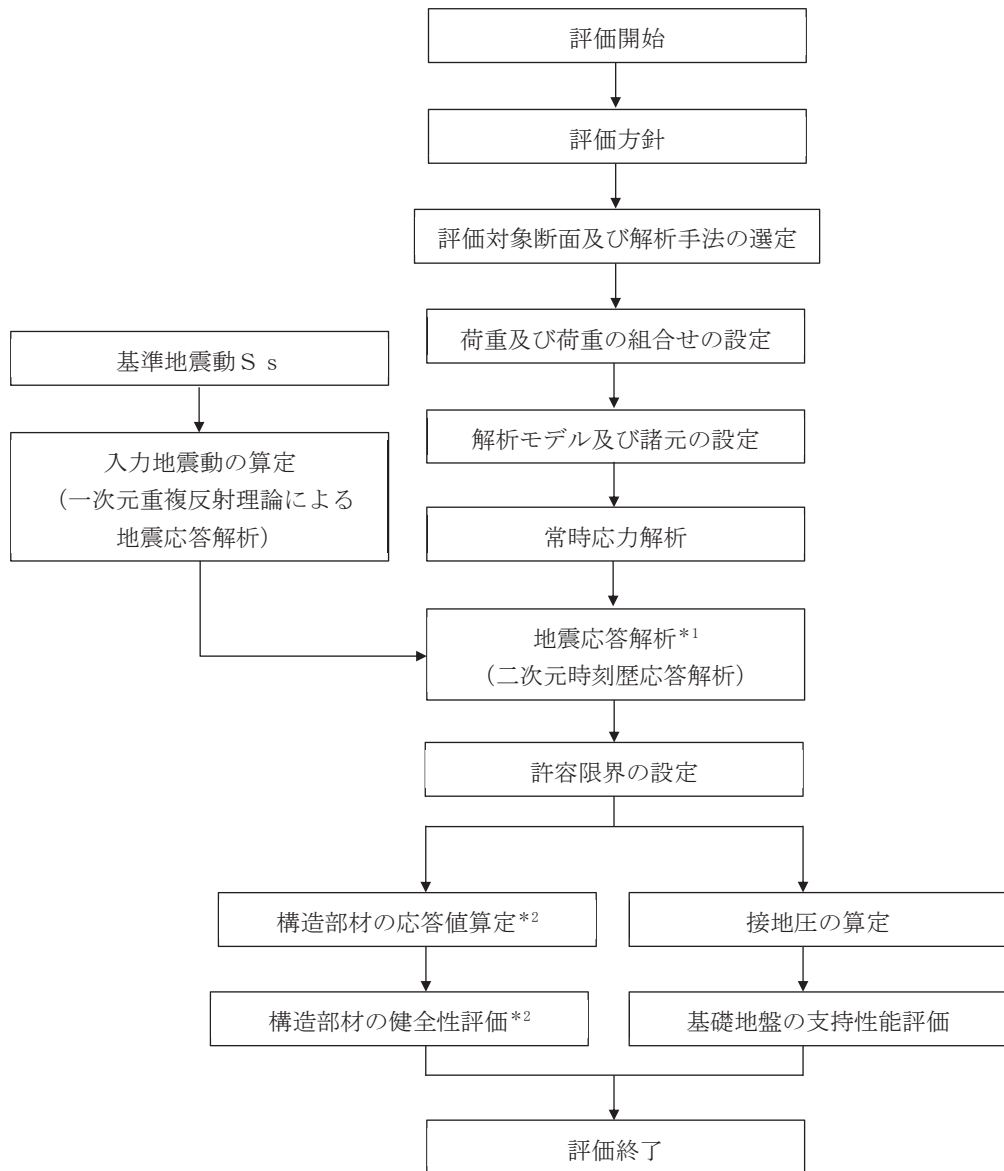 評価開始
評価方針
評価対象断面及び解析手法の選定
荷重及び荷重の組合せの設定
基準地震動Ｓｓ
解析モデル及び諸元の設定
入力地震動の算定
（一次元重複反射理論による
地震応答解析）
常時応力解析
地震応答解析*1
（二次元時刻歴応答解析）
許容限界の設定
構造部材の応答値算定*2
接地圧の算定
構造部材の健全性評価*2
基礎地盤の支持性能評価
評価終了